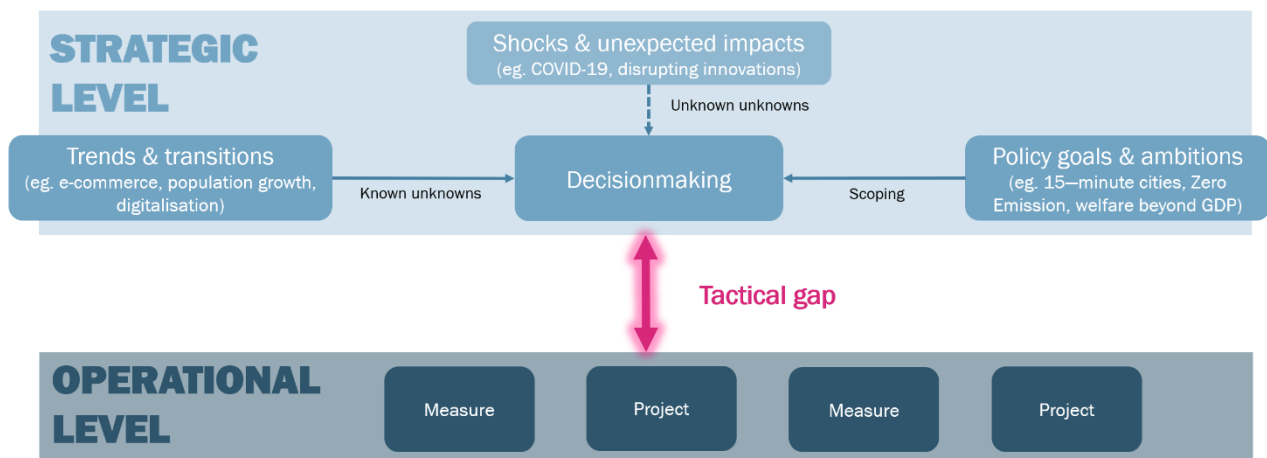 STRATEGIC
LEVEL
Shocks & unexpected impacts
(eg. COVID-19, disrupting innovations)
Unknown unknowns
Trends & transitions
(eg. e-commerce, population growth,
digitalisation)
Known unknowns
Decisionmaking
Scoping
Policy goals & ambitions
(eg. 15—minute cities, Zero
Emission, welfare beyond GDP)
Tactical gap
OPERATIONAL
LEVEL
Measure
Project
Measure
Project